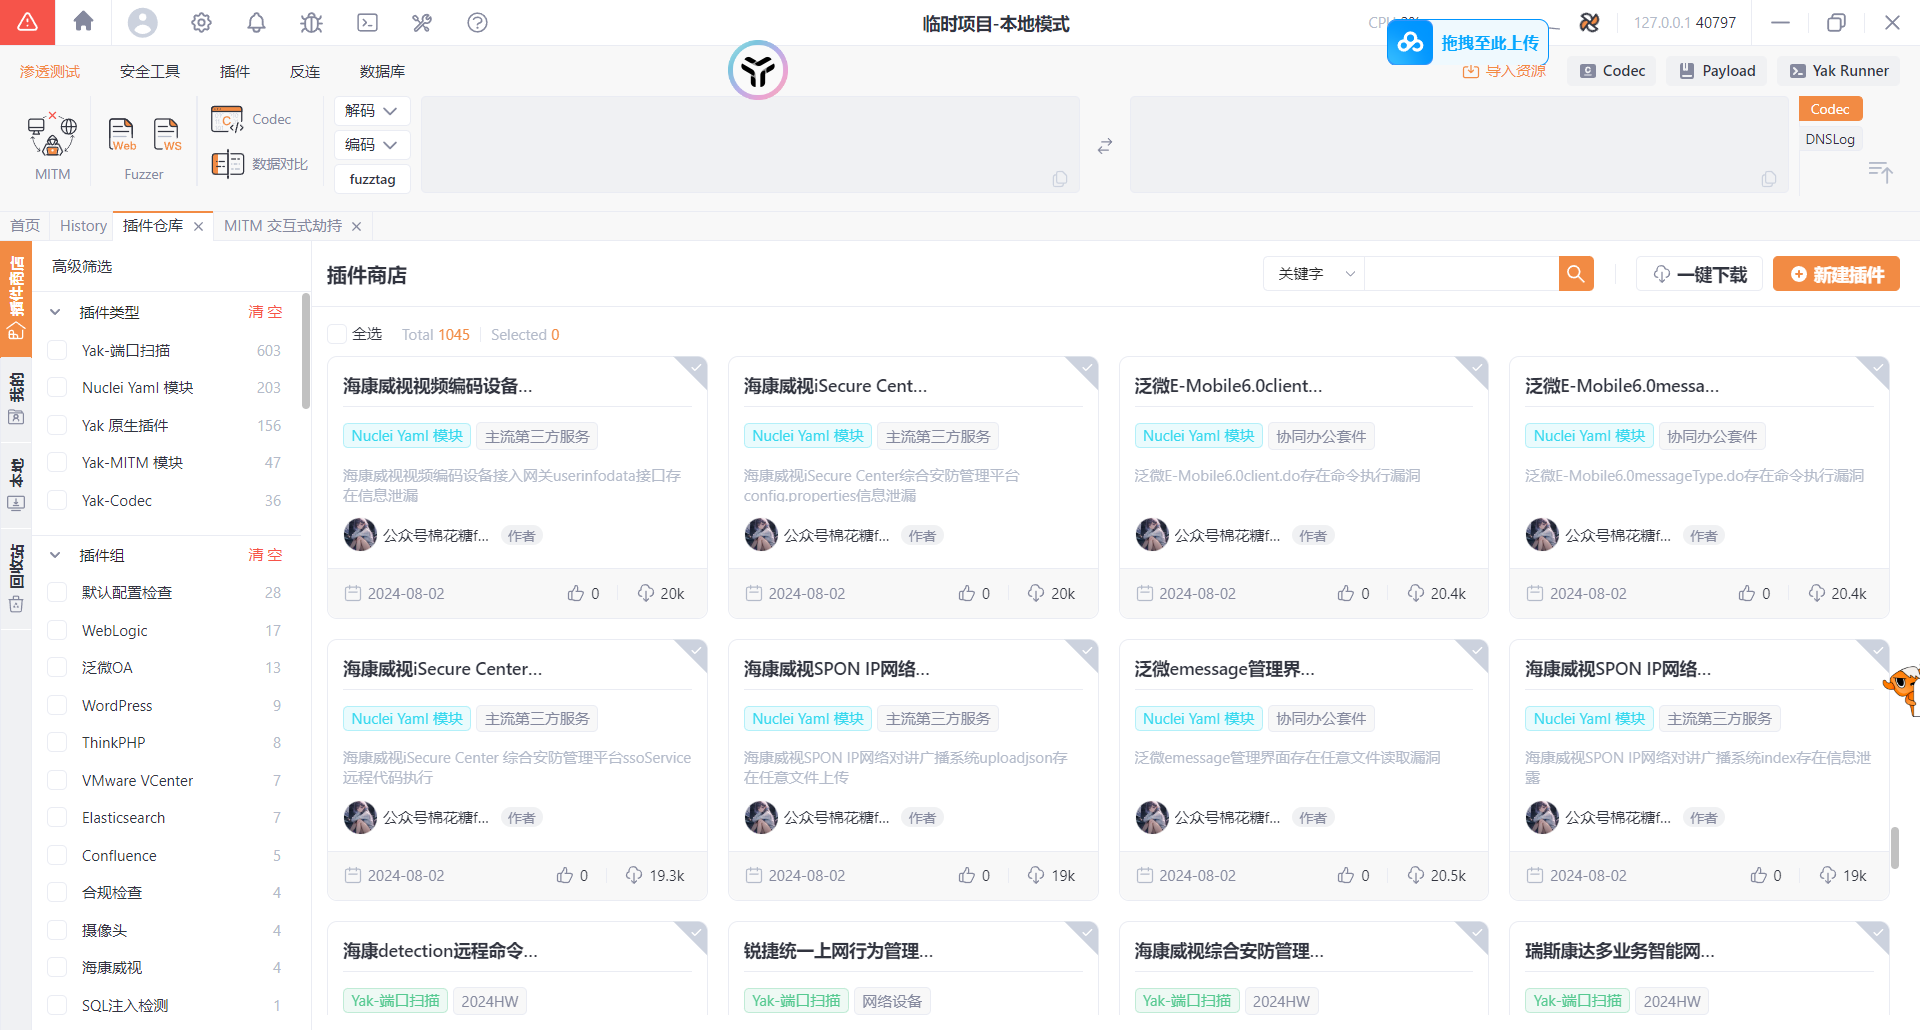 临时项目-本地模式
127.0.0.1 40797
拖拽至此上传
渗透测试 安全工具 插件 反连 数据库
导入资源 Codec Payload Yak Runner
MITM
Web WS
Fuzzer
Codec
数据对比
解码
编码
fuzztag
Codec
DNSLog
首页 History 插件仓库 MITM 交互式劫持
插件商店
我的
本地
回收站
高级筛选
插件类型 清空
Yak-端口扫描 603
Nuclei Yaml 模块 203
Yak 原生插件 156
Yak-MITM 模块 47
Yak-Codec 36
插件组 清空
默认配置检查 28
WebLogic 17
泛微OA 13
WordPress 9
ThinkPHP 8
VMware VCenter 7
Elasticsearch 7
Confluence 5
合规检查 4
摄像头 4
海康威视 4
SQL注入检测 1
插件商店
关键字
一键下载
新建插件
全选 Total 1045 Selected 0
海康威视视频编码设备...
Nuclei Yaml 模块 主流第三方服务
海康威视视频编码设备接入网关userinfodata接口存
在信息泄漏
公众号棉花糖f... 作者
2024-08-02 0 20k
海康威视iSecure Cent...
Nuclei Yaml 模块 主流第三方服务
海康威视iSecure Center综合安防管理平台
config.properties信息泄漏
公众号棉花糖f... 作者
2024-08-02 0 20k
泛微E-Mobile6.0client...
Nuclei Yaml 模块 协同办公套件
泛微E-Mobile6.0client.do存在命令执行漏洞
公众号棉花糖f... 作者
2024-08-02 0 20.4k
泛微E-Mobile6.0messa...
Nuclei Yaml 模块 协同办公套件
泛微E-Mobile6.0messageType.do存在命令执行漏洞
公众号棉花糖f... 作者
2024-08-02 0 20.4k
海康威视iSecure Center...
Nuclei Yaml 模块 主流第三方服务
海康威视iSecure Center 综合安防管理平台ssoService
远程代码执行
公众号棉花糖f... 作者
2024-08-02 0 19.3k
海康威视SPON IP网络...
Nuclei Yaml 模块 主流第三方服务
海康威视SPON IP网络对讲广播系统uploadjson存
在任意文件上传
公众号棉花糖f... 作者
2024-08-02 0 19k
泛微emessage管理界...
Nuclei Yaml 模块 协同办公套件
泛微emessage管理界面存在任意文件读取漏洞
公众号棉花糖f... 作者
2024-08-02 0 20.5k
海康威视SPON IP网络...
Nuclei Yaml 模块 主流第三方服务
海康威视SPON IP网络对讲广播系统index存在信息泄
露
公众号棉花糖f... 作者
2024-08-02 0 19k
海康detection远程命令...
Yak-端口扫描 2024HW
锐捷统一上网行为管理...
Yak-端口扫描 网络设备
海康威视综合安防管理...
Yak-端口扫描 2024HW
瑞斯康达多业务智能网...
Yak-端口扫描 2024HW